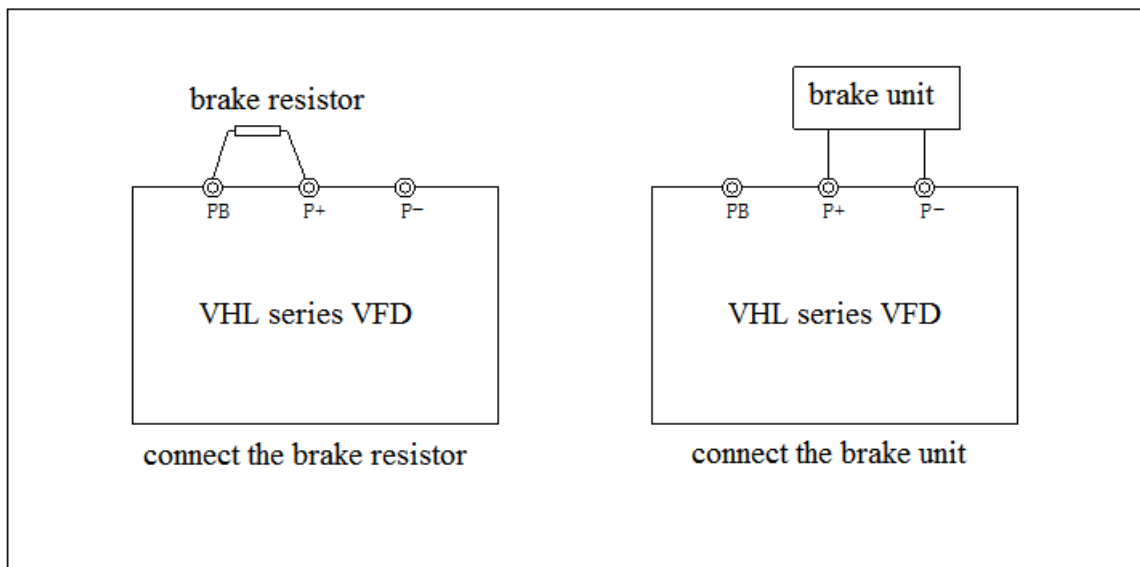 brake resistor
brake unit
PB P+ P−
PB P+ P−
VHL series VFD
VHL series VFD
connect the brake resistor
connect the brake unit